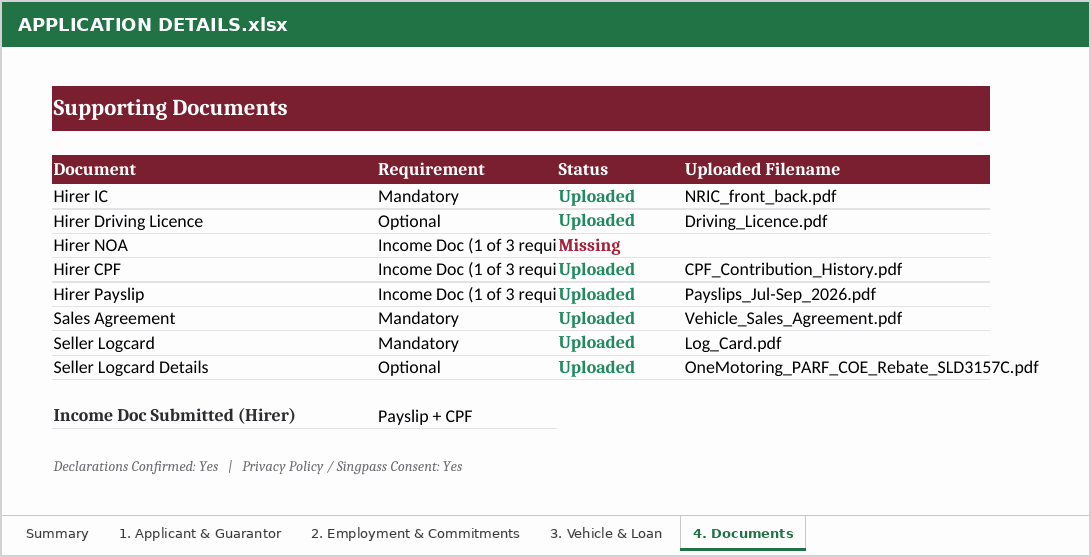 APPLICATION DETAILS.xlsx
Supporting Documents
Document Requirement Status Uploaded Filename
Hirer IC Mandatory Uploaded NRIC_front_back.pdf
Hirer Driving Licence Optional Uploaded Driving_Licence.pdf
Hirer NOA Income Doc (1 of 3 requi Missing
Hirer CPF Income Doc (1 of 3 requi Uploaded CPF_Contribution_History.pdf
Hirer Payslip Income Doc (1 of 3 requi Uploaded Payslips_Jul-Sep_2026.pdf
Sales Agreement Mandatory Uploaded Vehicle_Sales_Agreement.pdf
Seller Logcard Mandatory Uploaded Log_Card.pdf
Seller Logcard Details Optional Uploaded OneMotoring_PARF_COE_Rebate_SLD3157C.pdf
Income Doc Submitted (Hirer) Payslip + CPF
Declarations Confirmed: Yes | Privacy Policy / Singpass Consent: Yes
Summary 1. Applicant & Guarantor 2. Employment & Commitments 3. Vehicle & Loan 4. Documents